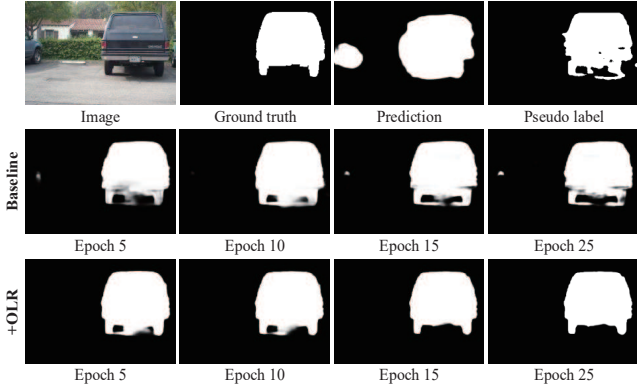 Image Ground truth Prediction Pseudo label
Baseline
Epoch 5 Epoch 10 Epoch 15 Epoch 25
+OLR
Epoch 5 Epoch 10 Epoch 15 Epoch 25